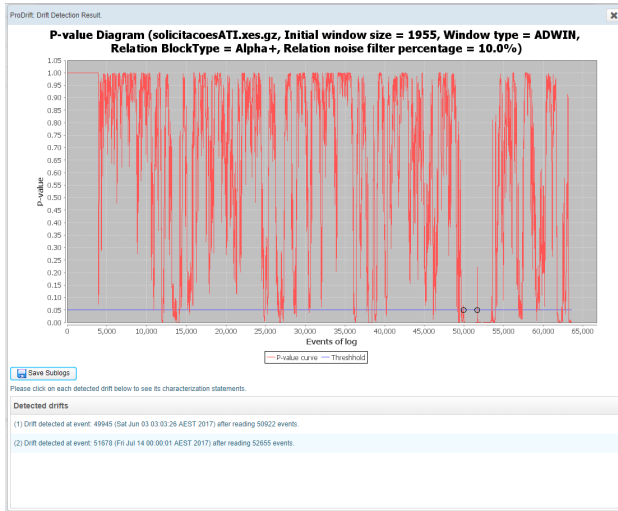 ProDrift: Drift Detection Result.
P-value Diagram (solicitacoesATI.xes.gz, Initial window size = 1955, Window type = ADWIN,
Relation BlockType = Alpha+, Relation noise filter percentage = 10.0%)
1.05
1.00
0.95
0.90
0.85
0.80
0.75
0.70
0.65
0.60
0.55
0.50
0.45
0.40
0.35
0.30
0.25
0.20
0.15
0.10
0.05
0.00
P-value
0 5,000 10,000 15,000 20,000 25,000 30,000 35,000 40,000 45,000 50,000 55,000 60,000 65,000
Events of log
P-value curve Threshhold
Save Sublogs
Please click on each detected drift below to see its characterization statements.
Detected drifts
(1) Drift detected at event: 49945 (Sat Jun 03 03:03:26 AEST 2017) after reading 50922 events.
(2) Drift detected at event: 51678 (Fri Jul 14 00:00:01 AEST 2017) after reading 52655 events.